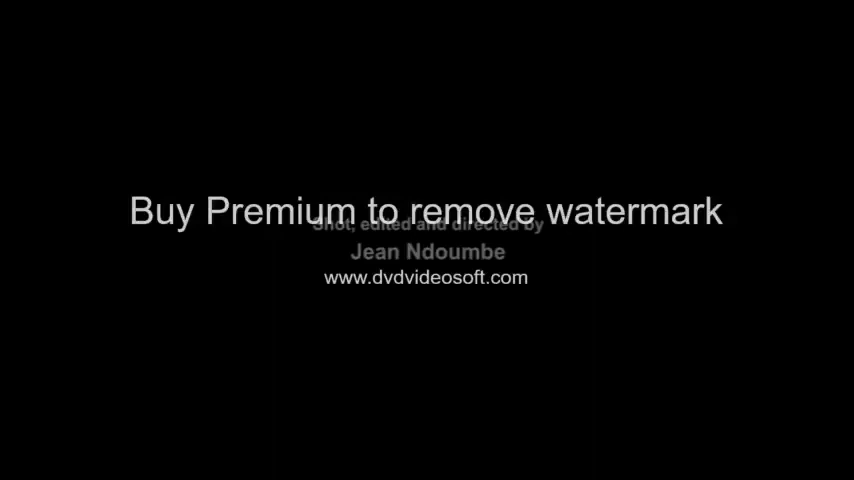 Buy Premium to remove watermark
Shot, edited and directed by
Jean Ndoumbe
www.dvdvideosoft.com